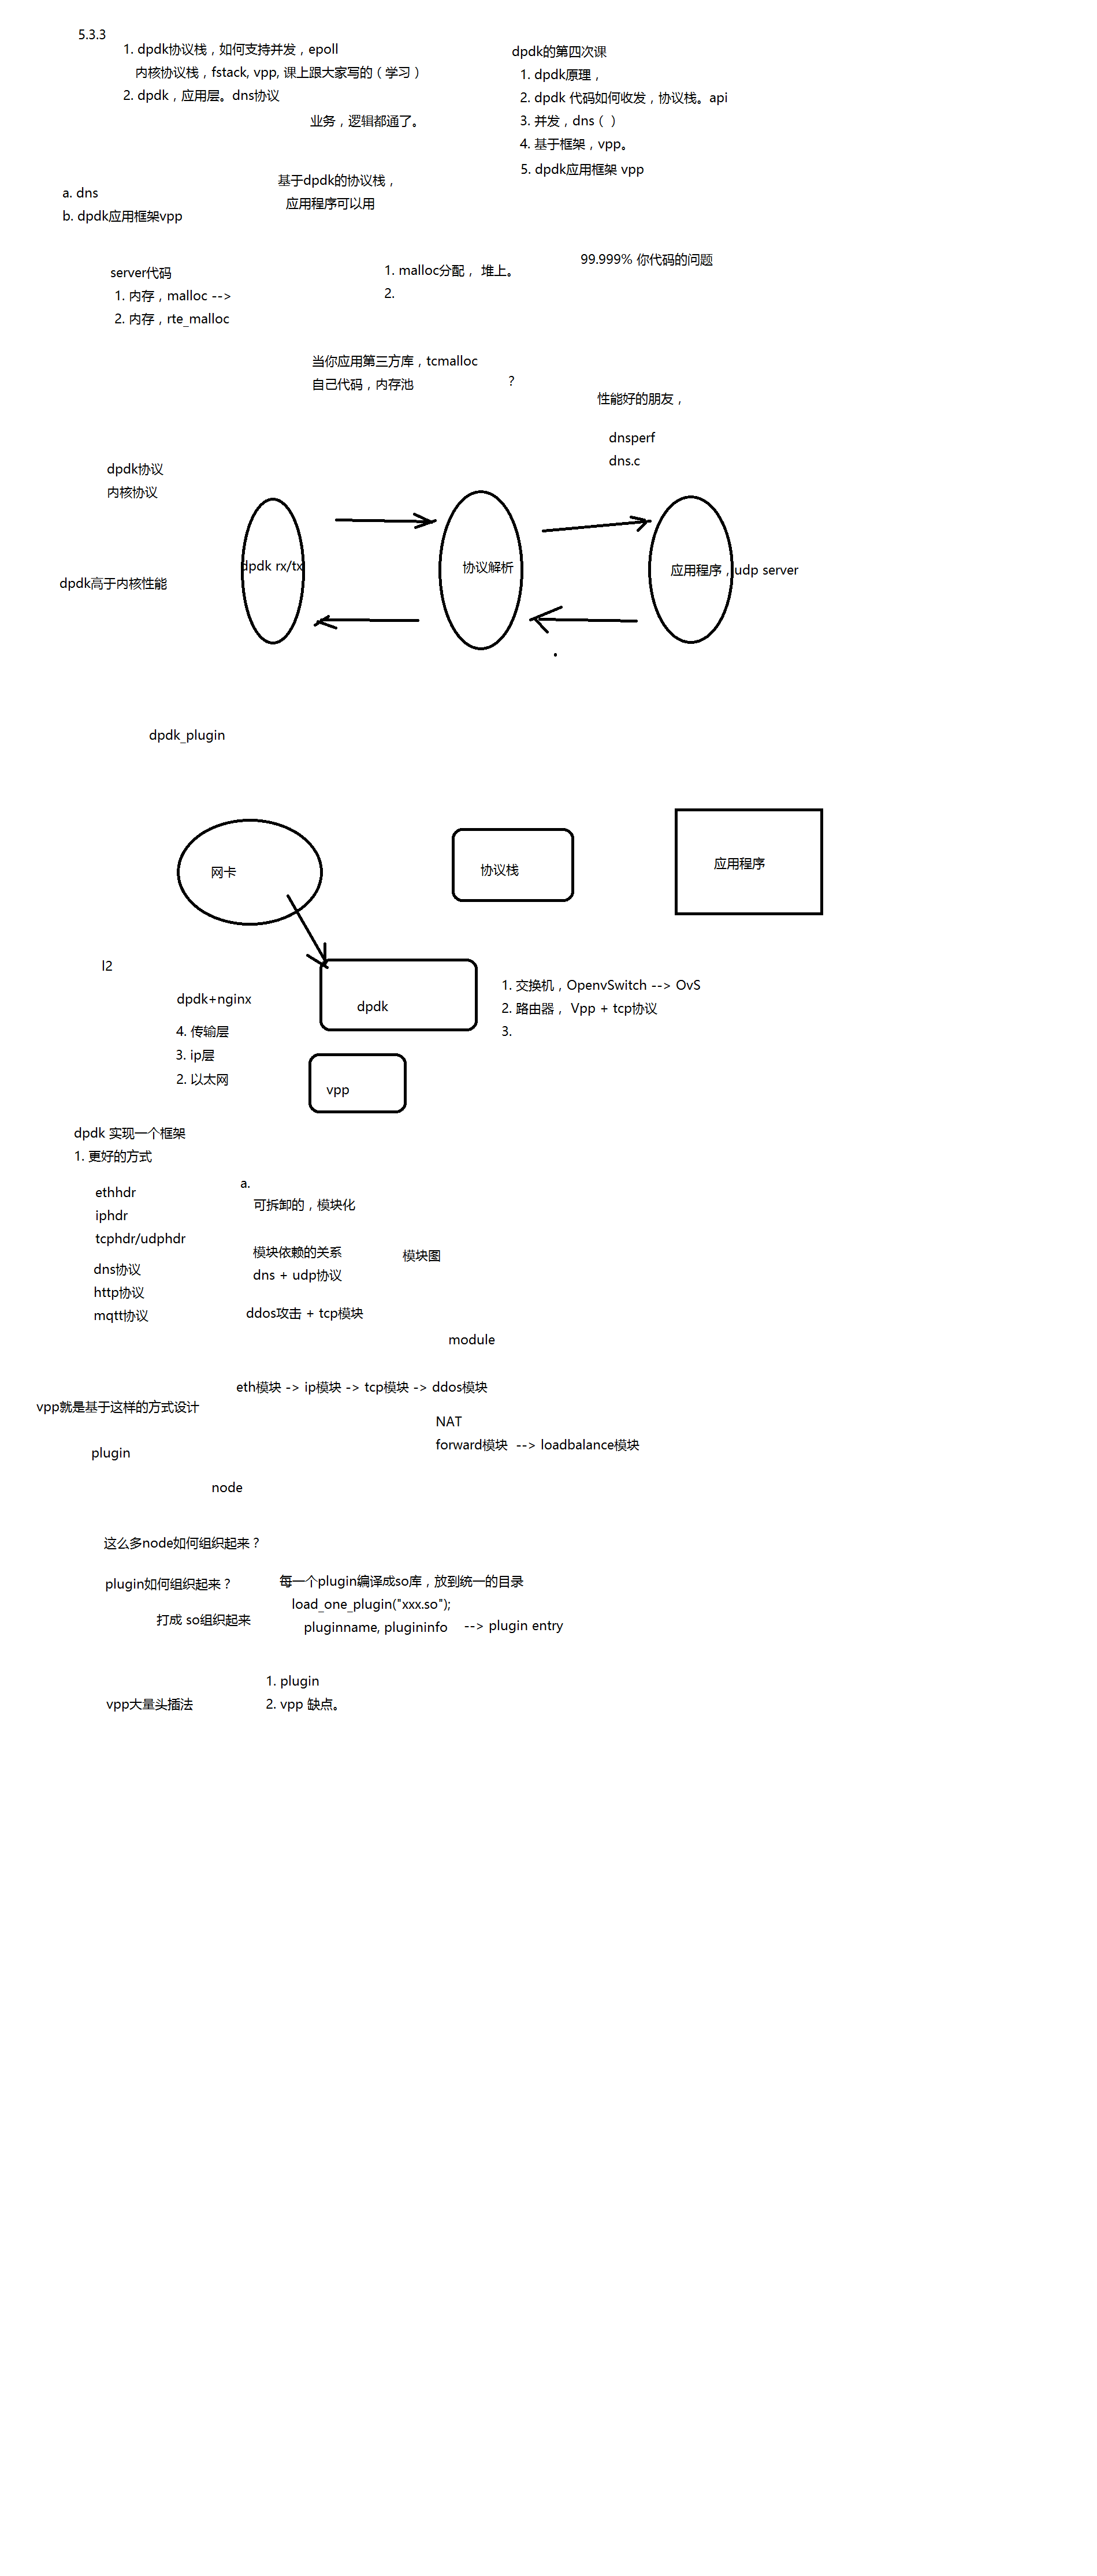 5.3.3
1. dpdk协议栈，如何支持并发，epoll
内核协议栈，fstack, vpp, 课上跟大家写的（学习）
2. dpdk，应用层。dns协议
业务，逻辑都通了。
dpdk的第四次课
1. dpdk原理，
2. dpdk 代码如何收发，协议栈。api
3. 并发，dns（ ）
4. 基于框架，vpp。
5. dpdk应用框架 vpp
a. dns
b. dpdk应用框架vpp
基于dpdk的协议栈，
应用程序可以用
server代码
1. 内存，malloc -->
2. 内存，rte_malloc
1. malloc分配， 堆上。
2.
99.999% 你代码的问题
当你应用第三方库，tcmalloc
自己代码，内存池
？
性能好的朋友，
dnsperf
dns.c
dpdk协议
内核协议
dpdk高于内核性能
dpdk rx/tx
协议解析
应用程序，udp server
dpdk_plugin
网卡
协议栈
应用程序
l2
dpdk+nginx
4. 传输层
3. ip层
2. 以太网
dpdk
vpp
1. 交换机，OpenvSwitch --> OvS
2. 路由器， Vpp + tcp协议
3.
dpdk 实现一个框架
1. 更好的方式
ethhdr
iphdr
tcphdr/udphdr
dns协议
http协议
mqtt协议
a.
可拆卸的，模块化
模块依赖的关系
dns + udp协议
模块图
ddos攻击 + tcp模块
module
eth模块 -> ip模块 -> tcp模块 -> ddos模块
vpp就是基于这样的方式设计
NAT
forward模块 --> loadbalance模块
plugin
node
这么多node如何组织起来？
plugin如何组织起来？
打成 so组织起来
每一个plugin编译成so库，放到统一的目录
load_one_plugin("xxx.so");
pluginname, plugininfo --> plugin entry
vpp大量头插法
1. plugin
2. vpp 缺点。